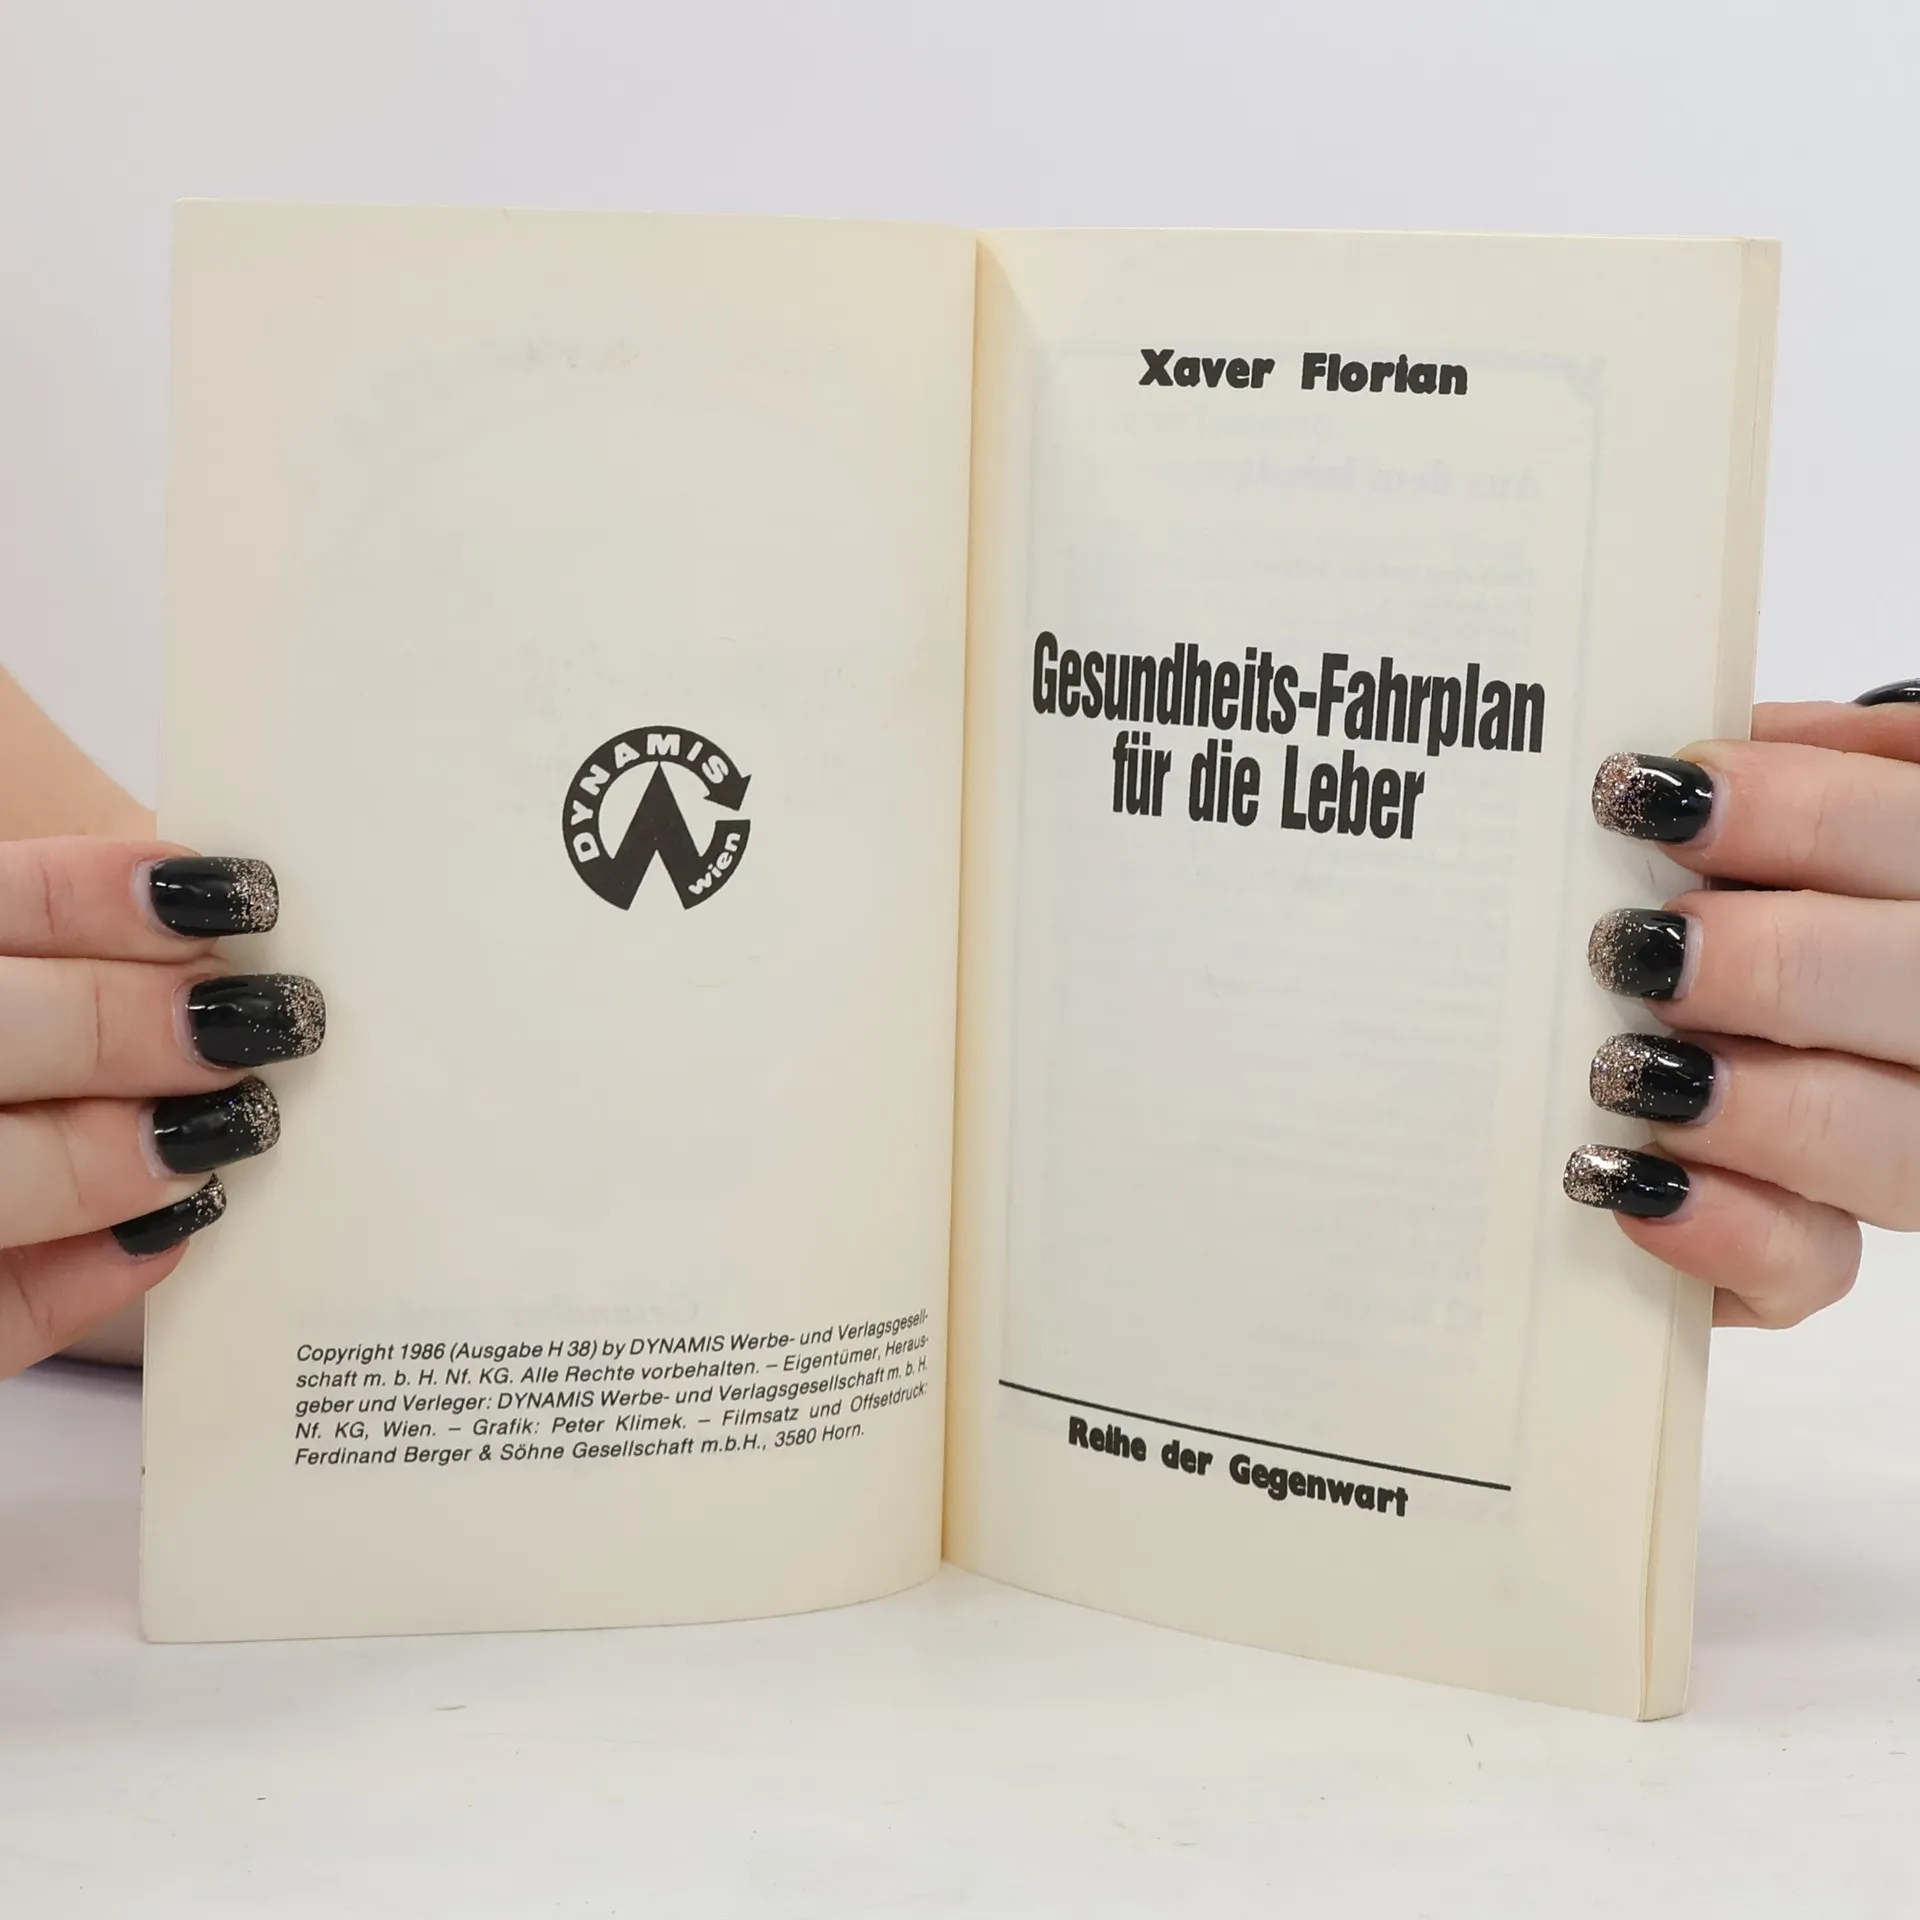 DYNAMIS
wien
Copyright 1986 (Ausgabe H 38) by DYNAMIS Werbe- und Verlagsgesell-
schaft m. b. H. Nf. KG. Alle Rechte vorbehalten. – Eigentümer, Heraus-
geber und Verleger: DYNAMIS Werbe- und Verlagsgesellschaft m. b. H.
Nf. KG, Wien. – Grafik: Peter Klimek. – Filmsatz und Offsetdruck:
Ferdinand Berger & Söhne Gesellschaft m.b.H., 3580 Horn.
Xaver Florian
Gesundheits-Fahrplan
für die Leber
Reihe der Gegenwart